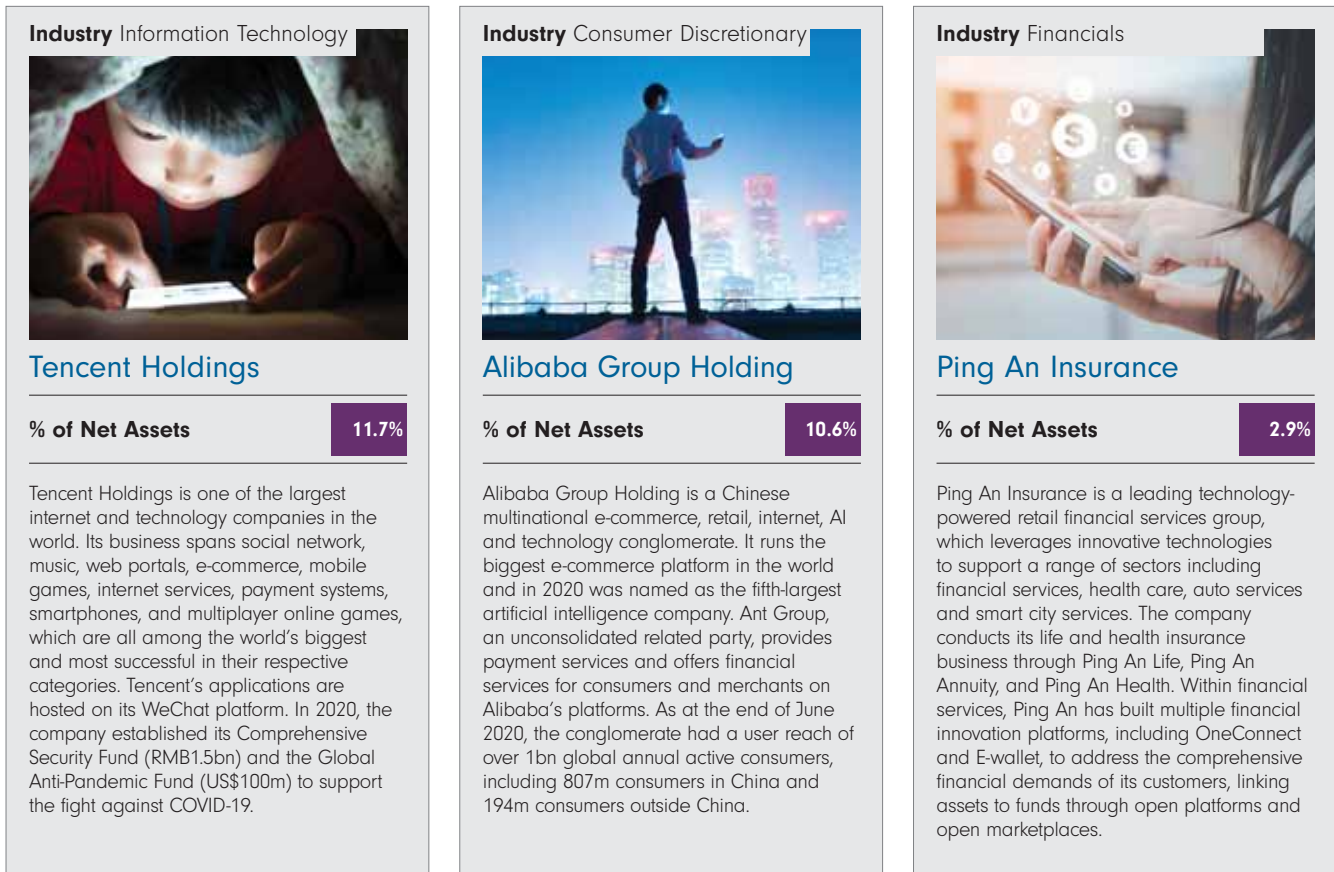 Industry Information Technology
Tencent Holdings
% of Net Assets
11.7%
Tencent Holdings is one of the largest
internet and technology companies in the
world. Its business spans social network,
music, web portals, e-commerce, mobile
games, internet services, payment systems,
smartphones, and multiplayer online games,
which are all among the world's biggest
and most successful in their respective
categories. Tencent's applications are
hosted on its WeChat platform. In 2020, the
company established its Comprehensive
Security Fund (RMB1.5bn) and the Global
Anti-Pandemic Fund (US$100m) to support
the fight against COVID-19.
Industry Consumer Discretionary
Alibaba Group Holding
% of Net Assets
10.6%
Alibaba Group Holding is a Chinese
multinational e-commerce, retail, internet, AI
and technology conglomerate. It runs the
biggest e-commerce platform in the world
and in 2020 was named as the fifth-largest
artificial intelligence company. Ant Group,
an unconsolidated related party, provides
payment services and offers financial
services for consumers and merchants on
Alibaba's platforms. As at the end of June
2020, the conglomerate had a user reach of
over 1bn global annual active consumers,
including 807m consumers in China and
194m consumers outside China.
Industry Financials
¥
$
$
€
Ping An Insurance
% of Net Assets
2.9%
Ping An Insurance is a leading technology-
powered retail financial services group,
which leverages innovative technologies
to support a range of sectors including
financial services, health care, auto services
and smart city services. The company
conducts its life and health insurance
business through Ping An Life, Ping An
Annuity, and Ping An Health. Within financial
services, Ping An has built multiple financial
innovation platforms, including OneConnect
and E-wallet, to address the comprehensive
financial demands of its customers, linking
assets to funds through open platforms and
open marketplaces.